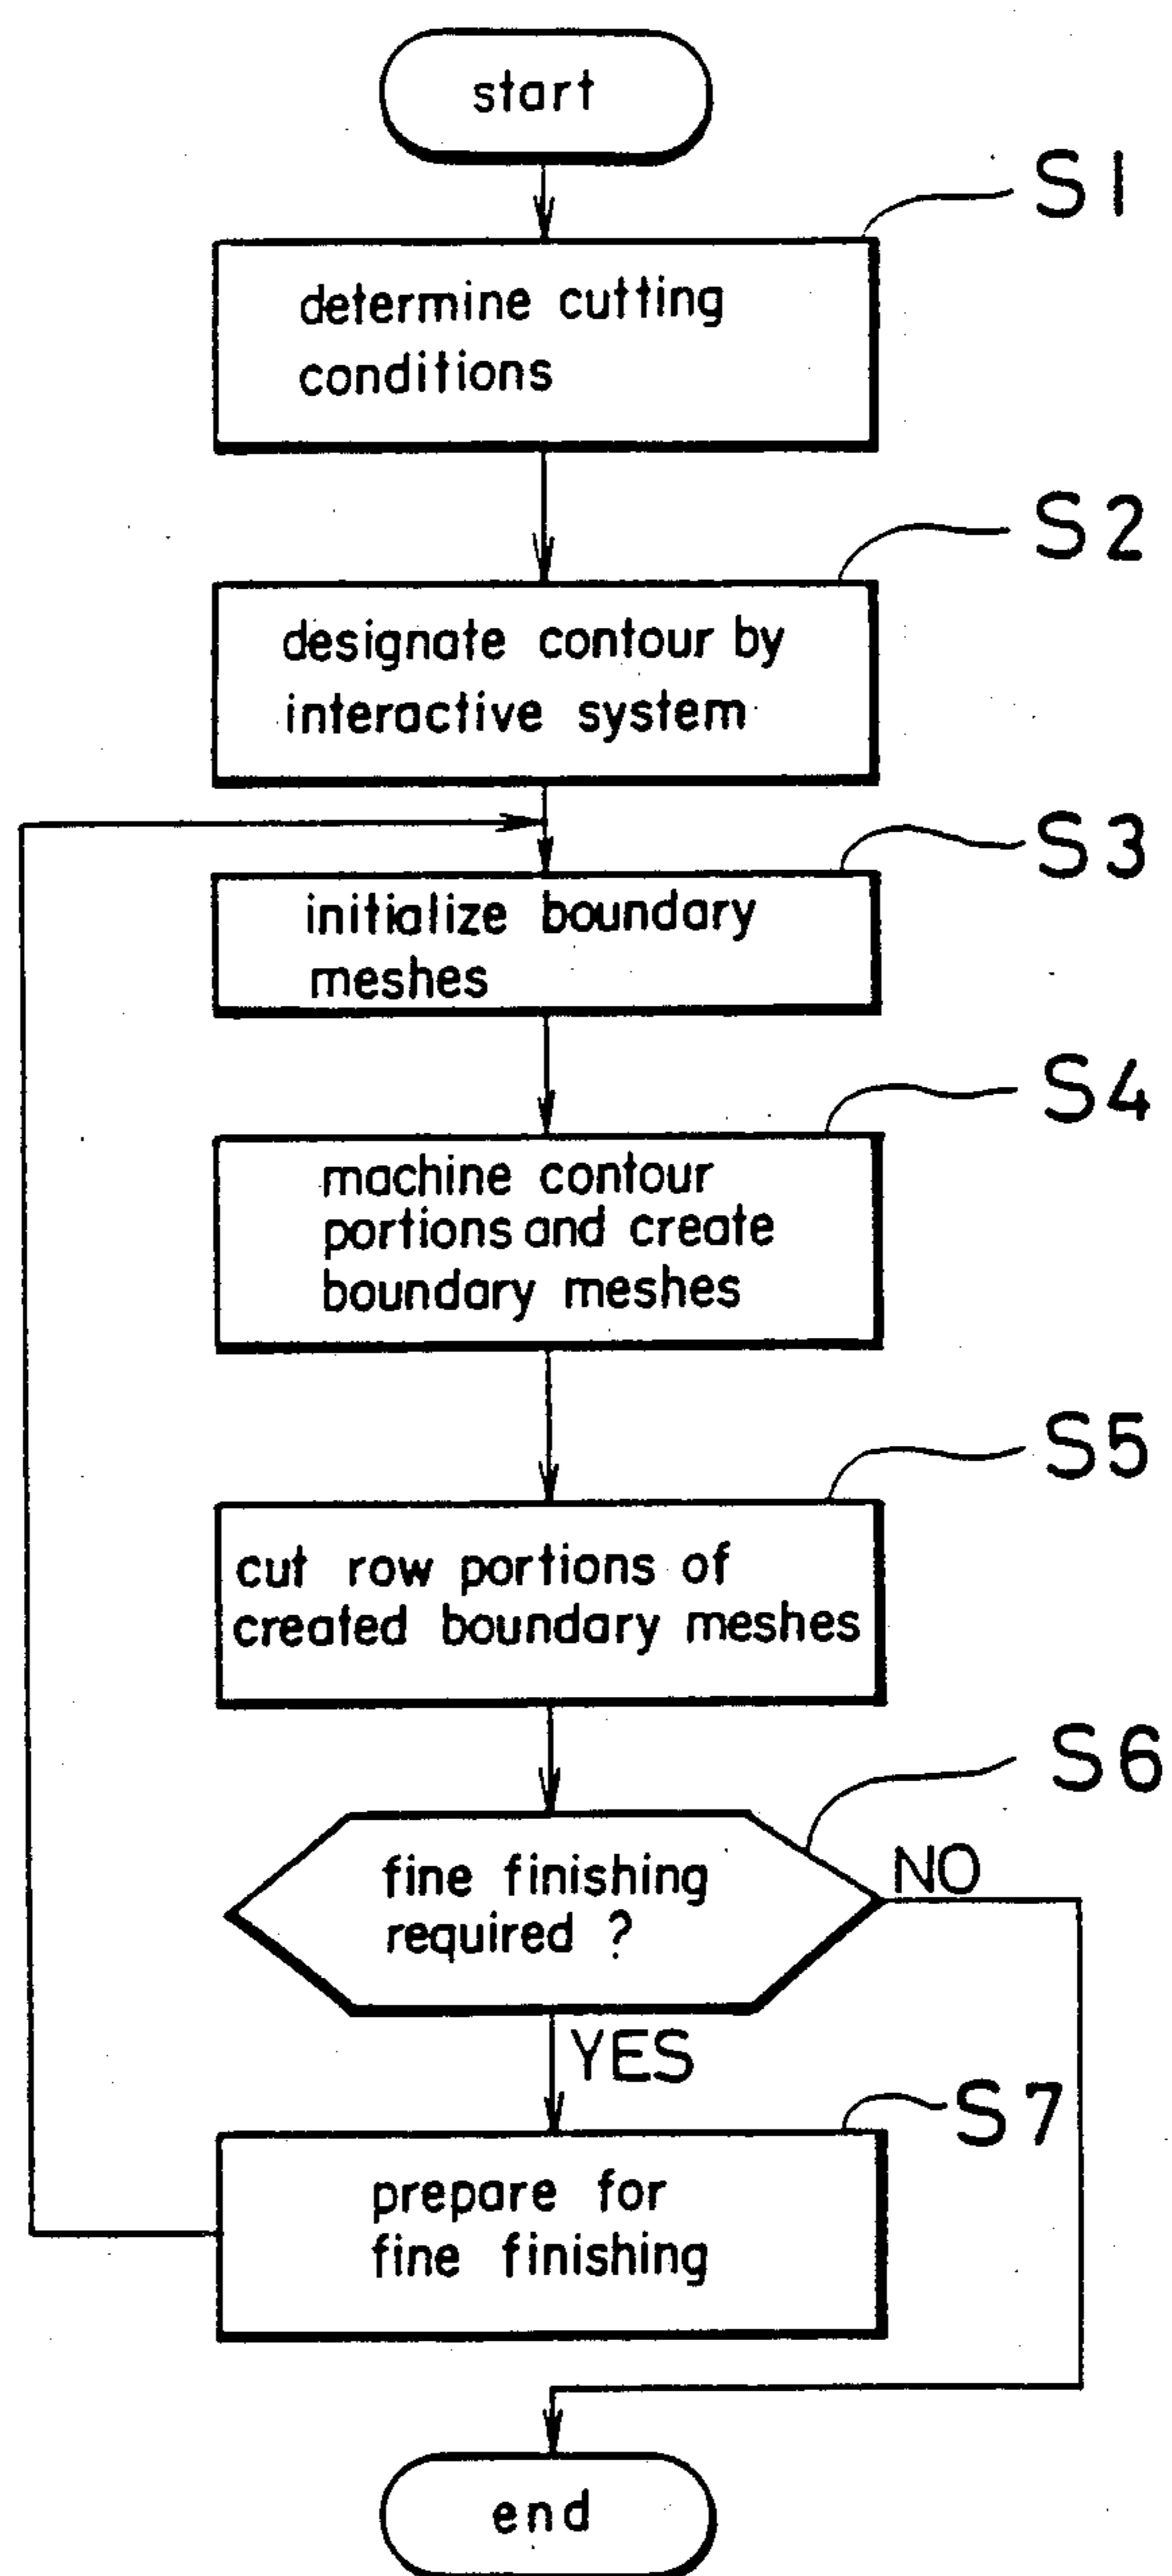 start
S1
determine cutting
conditions
S2
designate contour by
interactive system
S3
initialize boundary
meshes
S4
machine contour
portions and create
boundary meshes
S5
cut row portions of
created boundary meshes
S6
fine finishing
required ?
NO
YES
S7
prepare for
fine finishing
end